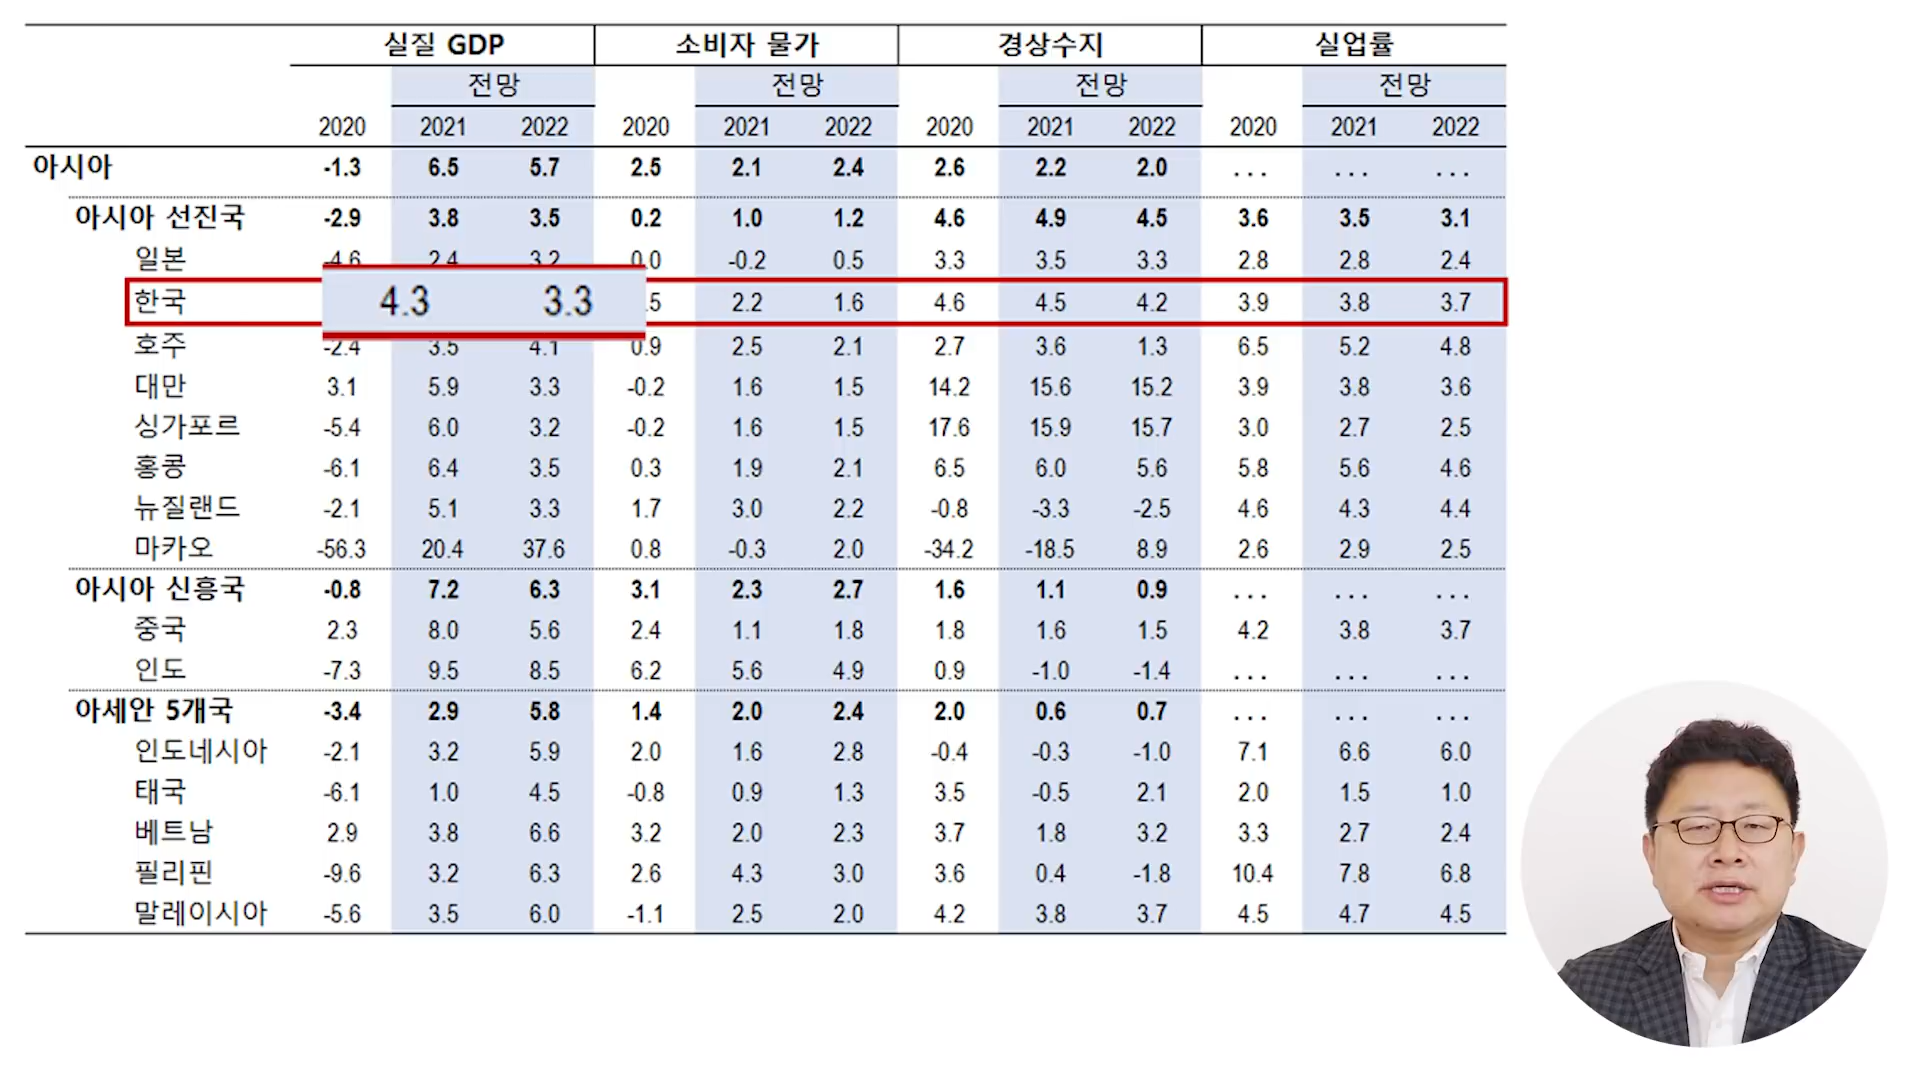 실질 GDP 소비자 물가 경상수지 실업률
전망 전망 전망 전망
2020 2021 2022 2020 2021 2022 2020 2021 2022 2020 2021 2022
아시아 -1.3 6.5 5.7 2.5 2.1 2.4 2.6 2.2 2.0 ... ... ...
아시아 선진국 -2.9 3.8 3.5 0.2 1.0 1.2 4.6 4.9 4.5 3.6 3.5 3.1
일본 -4.6 2.4 3.2 0.0 -0.2 0.5 3.3 3.5 3.3 2.8 2.8 2.4
한국 4.3 3.3 .5 2.2 1.6 4.6 4.5 4.2 3.9 3.8 3.7
호주 -2.4 3.5 4.1 0.9 2.5 2.1 2.7 3.6 1.3 6.5 5.2 4.8
대만 3.1 5.9 3.3 -0.2 1.6 1.5 14.2 15.6 15.2 3.9 3.8 3.6
싱가포르 -5.4 6.0 3.2 -0.2 1.6 1.5 17.6 15.9 15.7 3.0 2.7 2.5
홍콩 -6.1 6.4 3.5 0.3 1.9 2.1 6.5 6.0 5.6 5.8 5.6 4.6
뉴질랜드 -2.1 5.1 3.3 1.7 3.0 2.2 -0.8 -3.3 -2.5 4.6 4.3 4.4
마카오 -56.3 20.4 37.6 0.8 -0.3 2.0 -34.2 -18.5 8.9 2.6 2.9 2.5
아시아 신흥국 -0.8 7.2 6.3 3.1 2.3 2.7 1.6 1.1 0.9 ... ... ...
중국 2.3 8.0 5.6 2.4 1.1 1.8 1.8 1.6 1.5 4.2 3.8 3.7
인도 -7.3 9.5 8.5 6.2 5.6 4.9 0.9 -1.0 -1.4 ... ... ...
아세안 5개국 -3.4 2.9 5.8 1.4 2.0 2.4 2.0 0.6 0.7 ... ... ...
인도네시아 -2.1 3.2 5.9 2.0 1.6 2.8 -0.4 -0.3 -1.0 7.1 6.6 6.0
태국 -6.1 1.0 4.5 -0.8 0.9 1.3 3.5 -0.5 2.1 2.0 1.5 1.0
베트남 2.9 3.8 6.6 3.2 2.0 2.3 3.7 1.8 3.2 3.3 2.7 2.4
필리핀 -9.6 3.2 6.3 2.6 4.3 3.0 3.6 0.4 -1.8 10.4 7.8 6.8
말레이시아 -5.6 3.5 6.0 -1.1 2.5 2.0 4.2 3.8 3.7 4.5 4.7 4.5